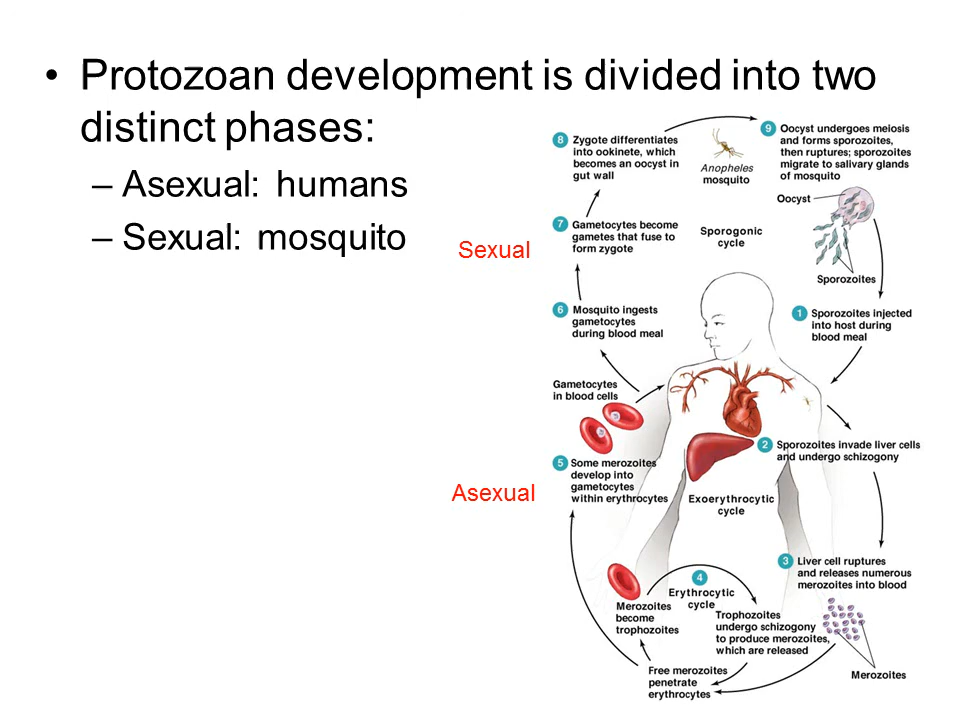 • Protozoan development is divided into two
distinct phases:
– Asexual: humans
– Sexual: mosquito
Sexual
Asexual
8 Zygote differentiates
into ookinete, which
becomes an oocyst in
gut wall
Anopheles
mosquito
9 Oocyst undergoes meiosis
and forms sporozoites,
then ruptures; sporozoites
migrate to salivary glands
of mosquito
Oocyst
Sporozoites
7 Gametocytes become
gametes that fuse to
form zygote
Sporogonic
cycle
6 Mosquito ingests
gametocytes
during blood meal
1 Sporozoites injected
into host during
blood meal
Gametocytes
in blood cells
2 Sporozoites invade liver cells
and undergo schizogony
5 Some merozoites
develop into
gametocytes
within erythrocytes
Exoerythrocytic
cycle
3 Liver cell ruptures
and releases numerous
merozoites into blood
4
Erythrocytic
cycle
Merozoites
become
trophozoites
Trophozoites
undergo schizogony
to produce merozoites,
which are released
Merozoites
Free merozoites
penetrate
erythrocytes